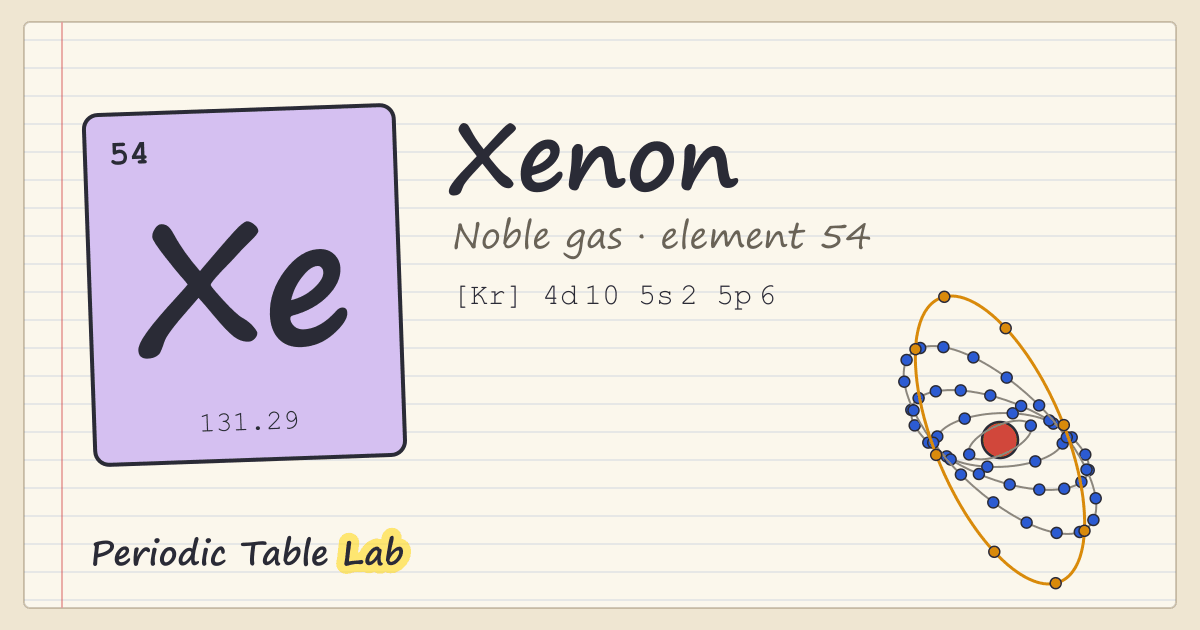 54
Xe
131.29
Xenon
Noble gas · element 54
[Kr] 4d10 5s2 5p6
Periodic Table Lab